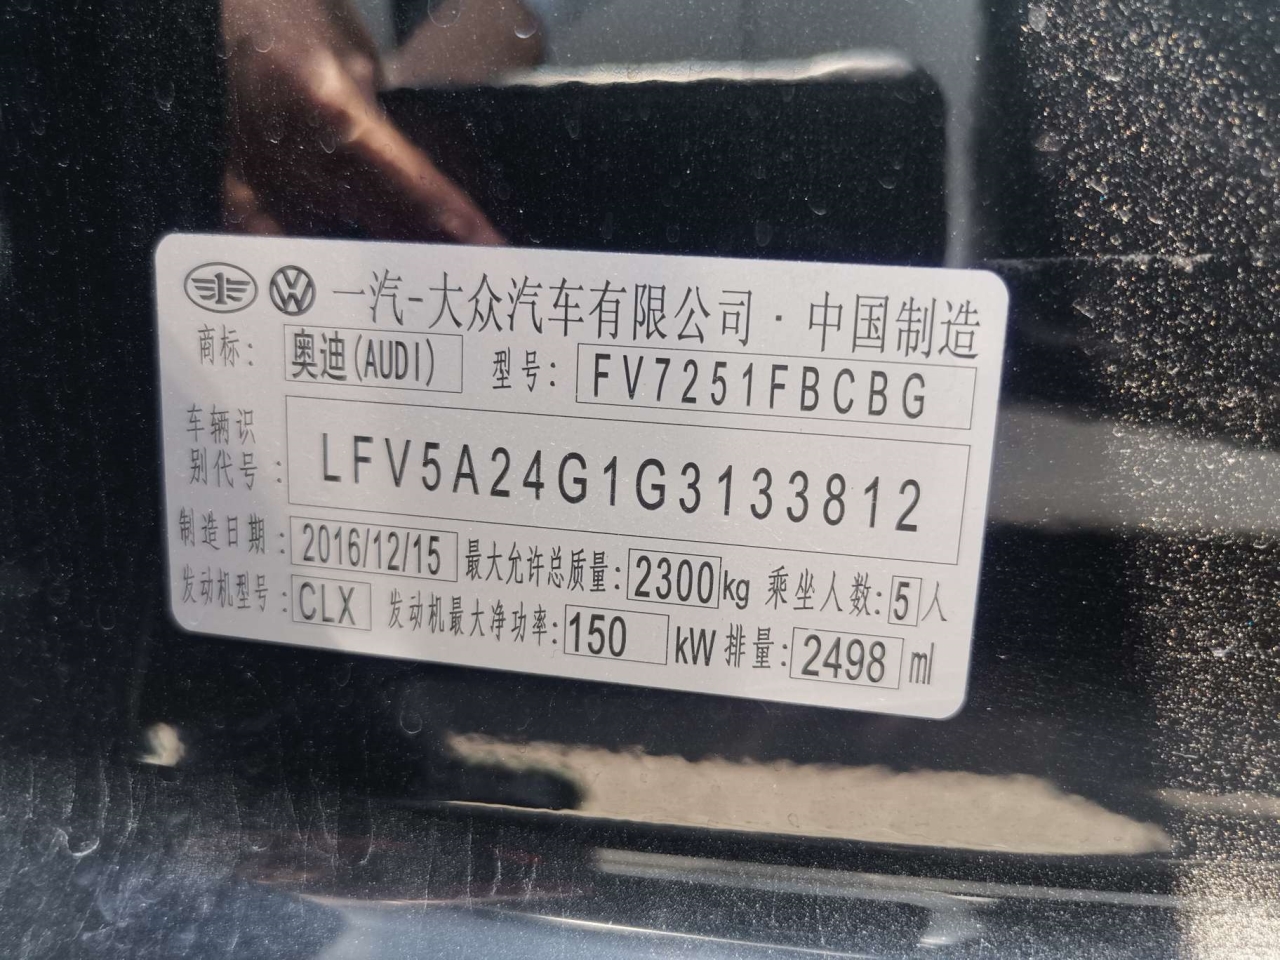 一汽-大众汽车有限公司·中国制造
商标: 奥迪(AUDI) 型号: FV7251FBCBG
车辆识
别代号: LFV5A24G1G3133812
制造日期: 2016/12/15 最大允许总质量: 2300kg 乘坐人数: 5人
发动机型号: CLX 发动机最大净功率: 150 kW 排量: 2498 ml